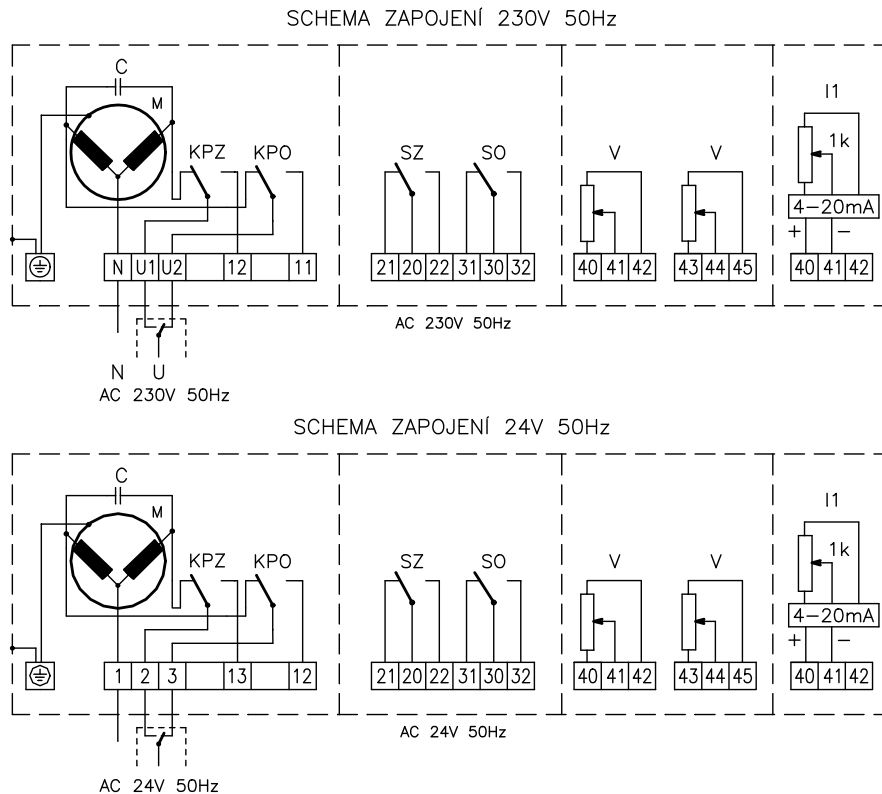 SCHEMA ZAPOJENÍ 230V 50Hz
C
M
KPZ KPO
SZ SO
V V
I1
1k
4-20mA
+ -
N U1 U2 12 11
21 20 22 31 30 32
40 41 42
43 44 45
40 41 42
AC 230V 50Hz
N U
AC 230V 50Hz
SCHEMA ZAPOJENÍ 24V 50Hz
C
M
KPZ KPO
SZ SO
V V
I1
1k
4-20mA
+ -
1 2 3 13 12
21 20 22 31 30 32
40 41 42
43 44 45
40 41 42
AC 24V 50Hz
AC 24V 50Hz